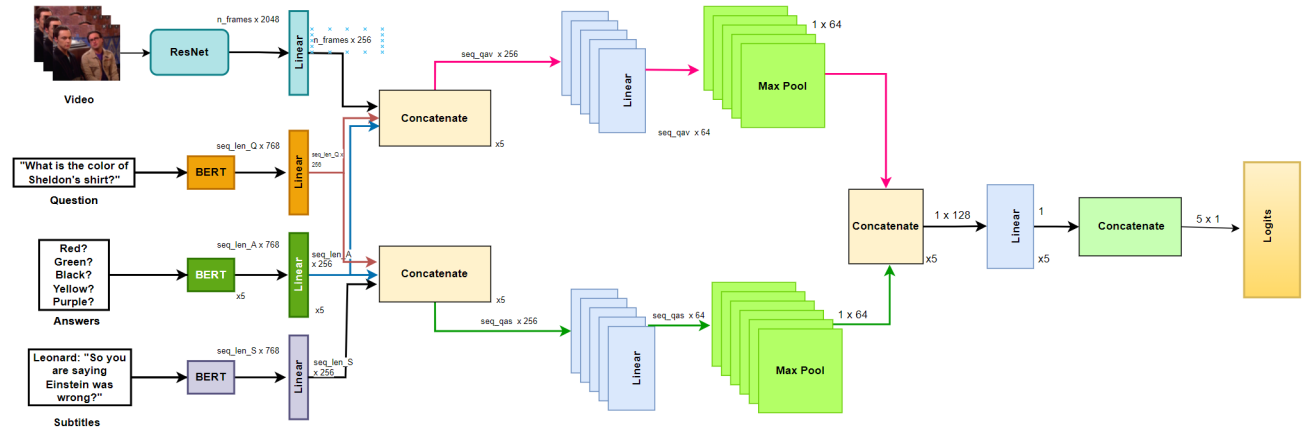 n_frames x 2048
ResNet
Linear
n_frames x 256
Video
seq_qav x 256
Linear
seq_qav x 64
1 x 64
Max Pool
Concatenate
x5
"What is the color of
Sheldon's shirt?"
Question
seq_len_Q x 768
BERT
Linear
seq_len_Q x
256
Red?
Green?
Black?
Yellow?
Purple?
Answers
seq_len_A x 768
BERT
x5
Linear
x5
seq_len_A
x 256
Concatenate
x5
Leonard: "So you
are saying
Einstein was
wrong?"
Subtitles
seq_len_S x 768
BERT
Linear
seq_len_S
x 256
seq_qas x 256
Linear
seq_qas x 64
Max Pool
1 x 64
Concatenate
x5
1 x 128
Linear
x5
1
Concatenate
5 x 1
Logits